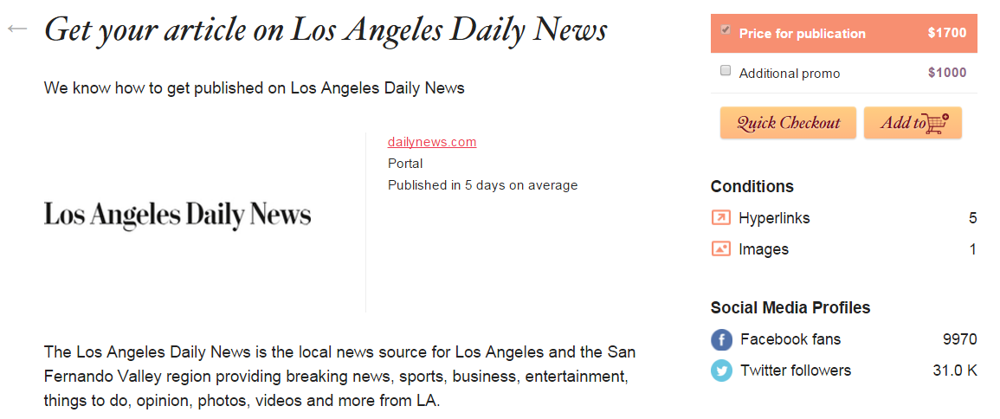 Get your article on Los Angeles Daily News
We know how to get published on Los Angeles Daily News
Los Angeles Daily News
dailynews.com
Portal
Published in 5 days on average
The Los Angeles Daily News is the local news source for Los Angeles and the San
Fernando Valley region providing breaking news, sports, business, entertainment,
things to do, opinion, photos, videos and more from LA.
Price for publication $1700
Additional promo $1000
Quick Checkout Add to
Conditions
Hyperlinks 5
Images 1
Social Media Profiles
Facebook fans 9970
Twitter followers 31.0 K